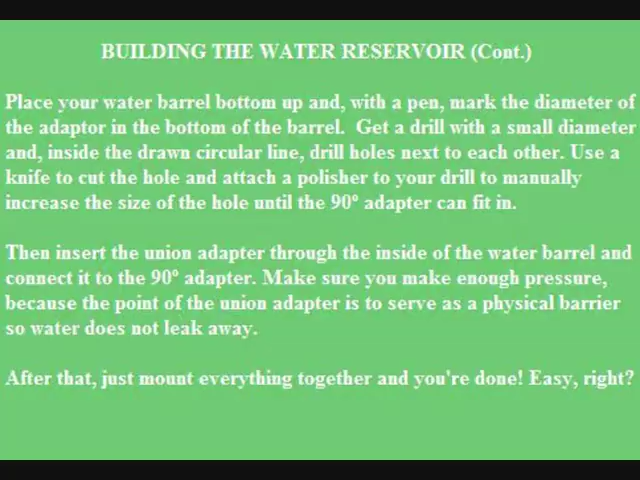 BUILDING THE WATER RESERVOIR (Cont.)
Place your water barrel bottom up and, with a pen, mark the diameter of
the adaptor in the bottom of the barrel.  Get a drill with a small diameter
and, inside the drawn circular line, drill holes next to each other. Use a
knife to cut the hole and attach a polisher to your drill to manually
increase the size of the hole until the 90º adapter can fit in.
Then insert the union adapter through the inside of the water barrel and
connect it to the 90º adapter. Make sure you make enough pressure,
because the point of the union adapter is to serve as a physical barrier
so water does not leak away.
After that, just mount everything together and you're done! Easy, right?